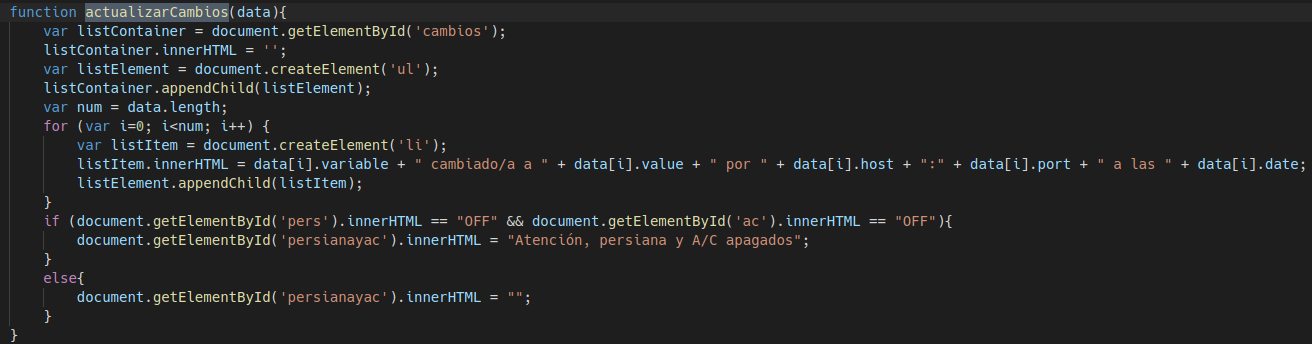 function actualizarCambios(data){
    var listContainer = document.getElementById('cambios');
    listContainer.innerHTML = '';
    var listElement = document.createElement('ul');
    listContainer.appendChild(listElement);
    var num = data.length;
    for (var i=0; i<num; i++) {
        var listItem = document.createElement('li');
        listItem.innerHTML = data[i].variable + " cambiado/a a " + data[i].value + " por " + data[i].host + ":" + data[i].port + " a las " + data[i].date;
        listElement.appendChild(listItem);
    }
    if (document.getElementById('pers').innerHTML == "OFF" && document.getElementById('ac').innerHTML == "OFF"){
        document.getElementById('persianayac').innerHTML = "Atención, persiana y A/C apagados";
    }
    else{
        document.getElementById('persianayac').innerHTML = "";
    }
}